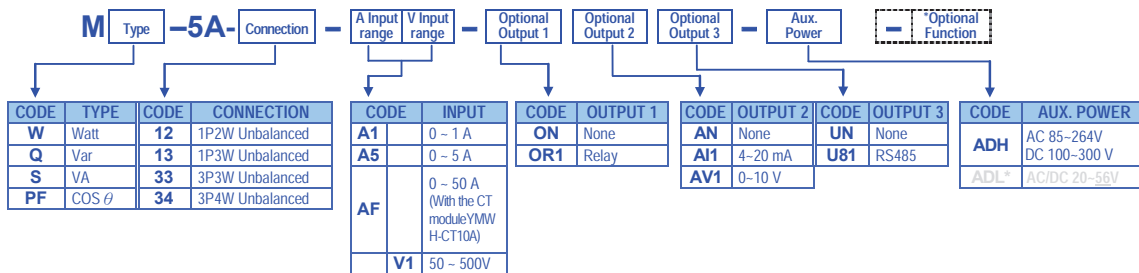 M Type –5A- Connection – A Input range V Input range – Optional Output 1 Optional Output 2 Optional Output 3 – Aux. Power – *Optional Function
CODE TYPE
W Watt
Q Var
S VA
PF COS θ
CODE CONNECTION
12 1P2W Unbalanced
13 1P3W Unbalanced
33 3P3W Unbalanced
34 3P4W Unbalanced
CODE INPUT
A1 0 ~ 1 A
A5 0 ~ 5 A
AF 0 ~ 50 A
(With the CT
moduleYMW
H-CT10A)
V1 50 ~ 500V
CODE OUTPUT 1
ON None
OR1 Relay
CODE OUTPUT 2
AN None
AI1 4~20 mA
AV1 0~10 V
CODE OUTPUT 3
UN None
U81 RS485
CODE AUX. POWER
ADH AC 85~264V
DC 100~300 V
ADL* AC/DC 20~56V